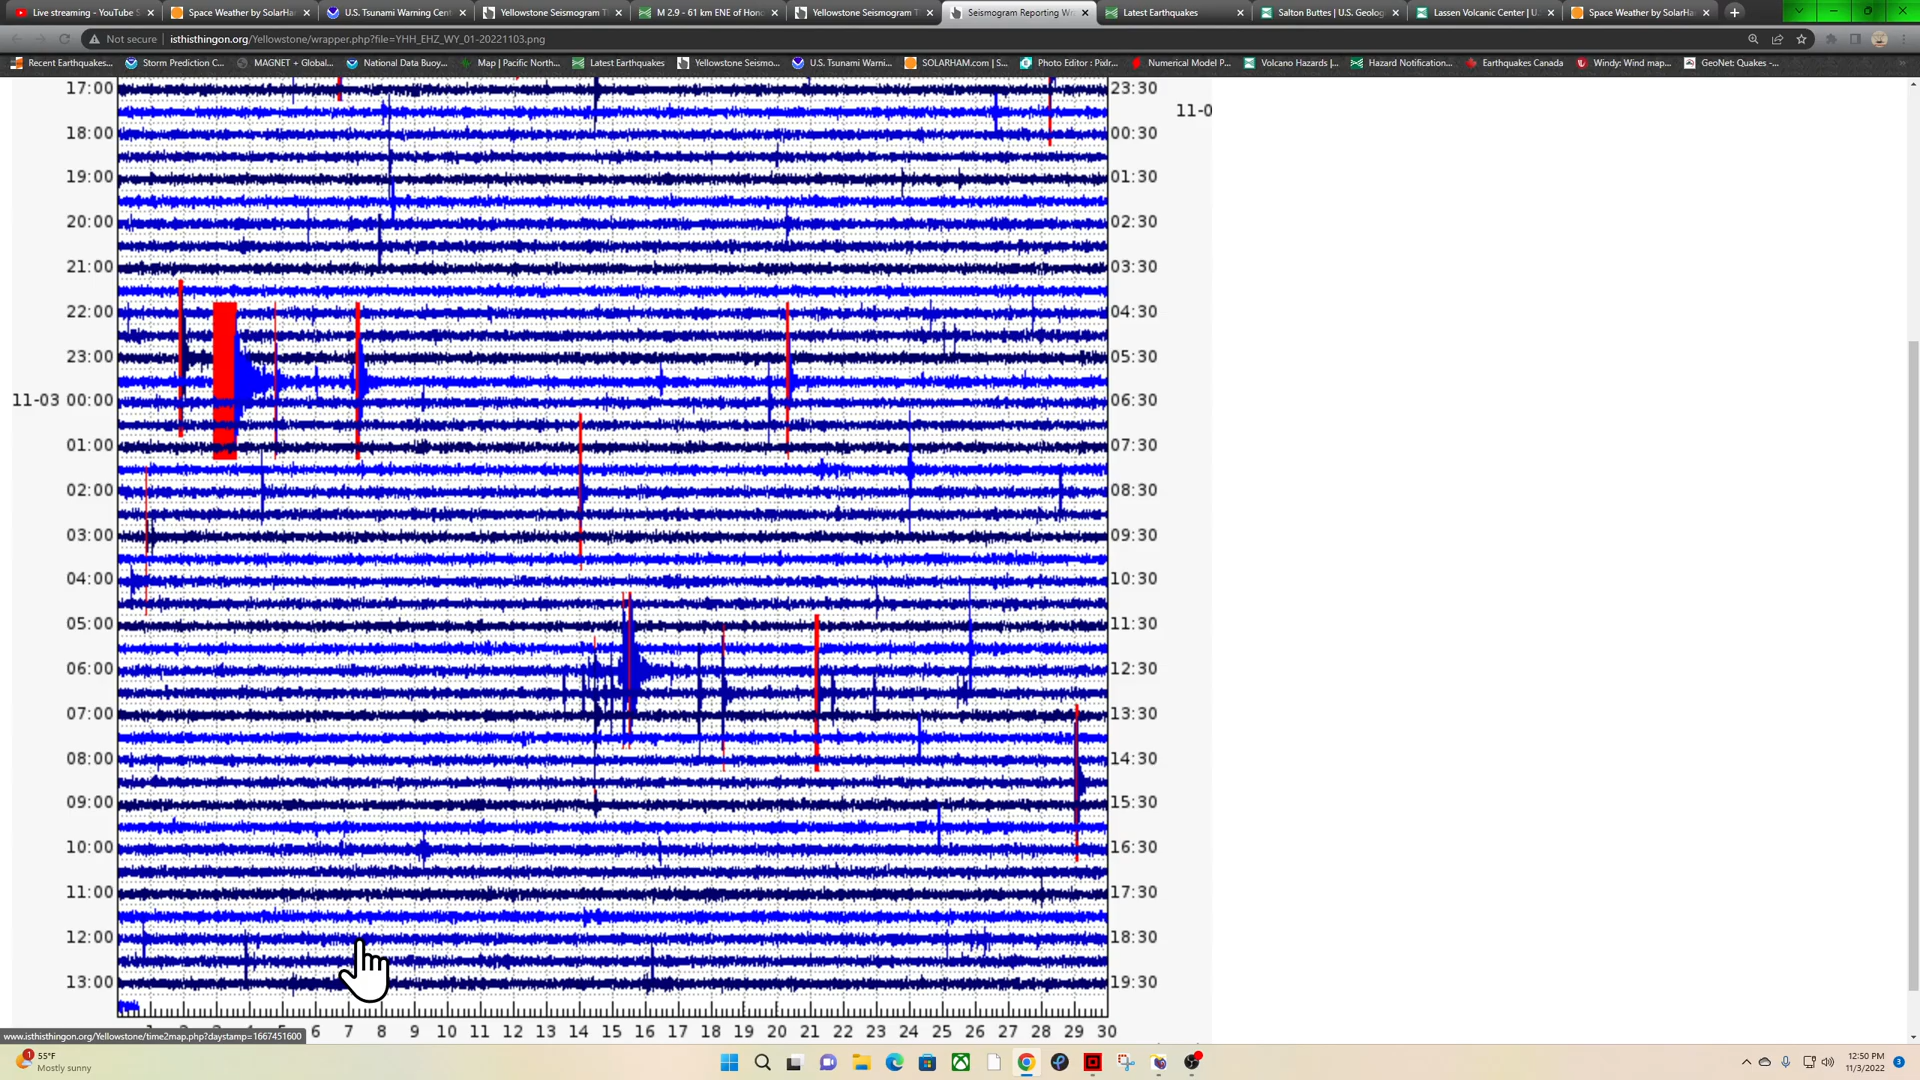 Live streaming - YouTube S
Space Weather by SolarHa
U.S. Tsunami Warning Cen
Yellowstone Seismogram T
M 2.9 - 61 km ENE of Hono
Yellowstone Seismogram T
Seismogram Reporting Wr
Latest Earthquakes
Salton Buttes | U.S. Geolog
Lassen Volcanic Center | U.
Space Weather by SolarHa
Not secure isthisthingon.org/Yellowstone/wrapper.php?file=YHH_EHZ_WY_01-20221103.png
Recent Earthquakes...
Storm Prediction C...
MAGNET + Global...
National Data Buoy...
Map | Pacific North...
Latest Earthquakes
Yellowstone Seismo...
U.S. Tsunami Warni...
SOLARHAM.com | S...
Photo Editor : Pixlr...
Numerical Model P...
Volcano Hazards |...
Hazard Notification...
Earthquakes Canada
Windy: Wind map...
GeoNet: Quakes -...
17:00 23:30
11-0
18:00 00:30
19:00 01:30
20:00 02:30
21:00 03:30
22:00 04:30
23:00 05:30
11-03 00:00 06:30
01:00 07:30
02:00 08:30
03:00 09:30
04:00 10:30
05:00 11:30
06:00 12:30
07:00 13:30
08:00 14:30
09:00 15:30
10:00 16:30
11:00 17:30
12:00 18:30
13:00 19:30
6 7 8 9 10 11 12 13 14 15 16 17 18 19 20 21 22 23 24 25 26 27 28 29 30
www.isthisthingon.org/Yellowstone/time2map.php?daystamp=1667451600
1
55°F
Mostly sunny
12:50 PM
11/3/2022
3